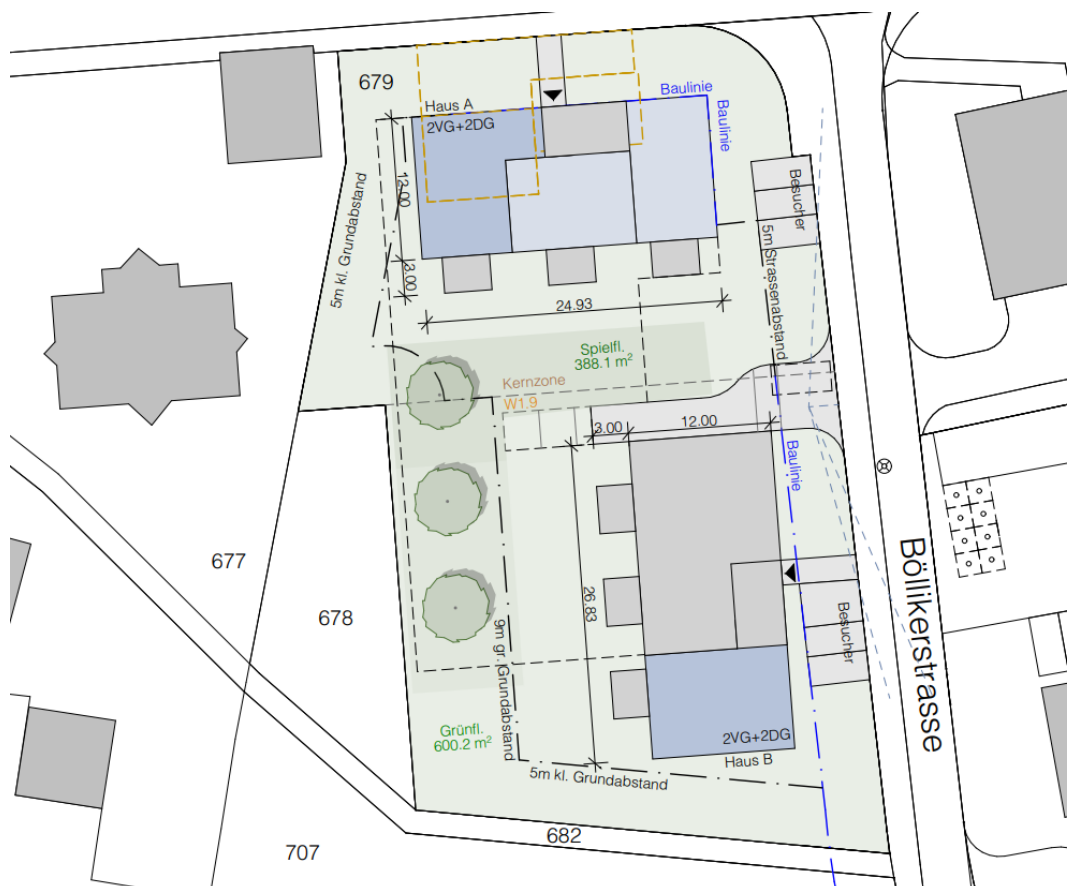 679
Haus A
2VG+2DG
Baulinie
Baulinie
12.00
3.00
5m kl. Grundabstand
Besucher
5m Strassenabstand
24.93
Spielfl.
388.1 m²
Kernzone
W1.9
3.00
12.00
Baulinie
677
678
26.83
9m gr. Grundabstand
Böllikerstrasse
Besucher
Grünfl.
600.2 m²
2VG+2DG
Haus B
5m kl. Grundabstand
682
707